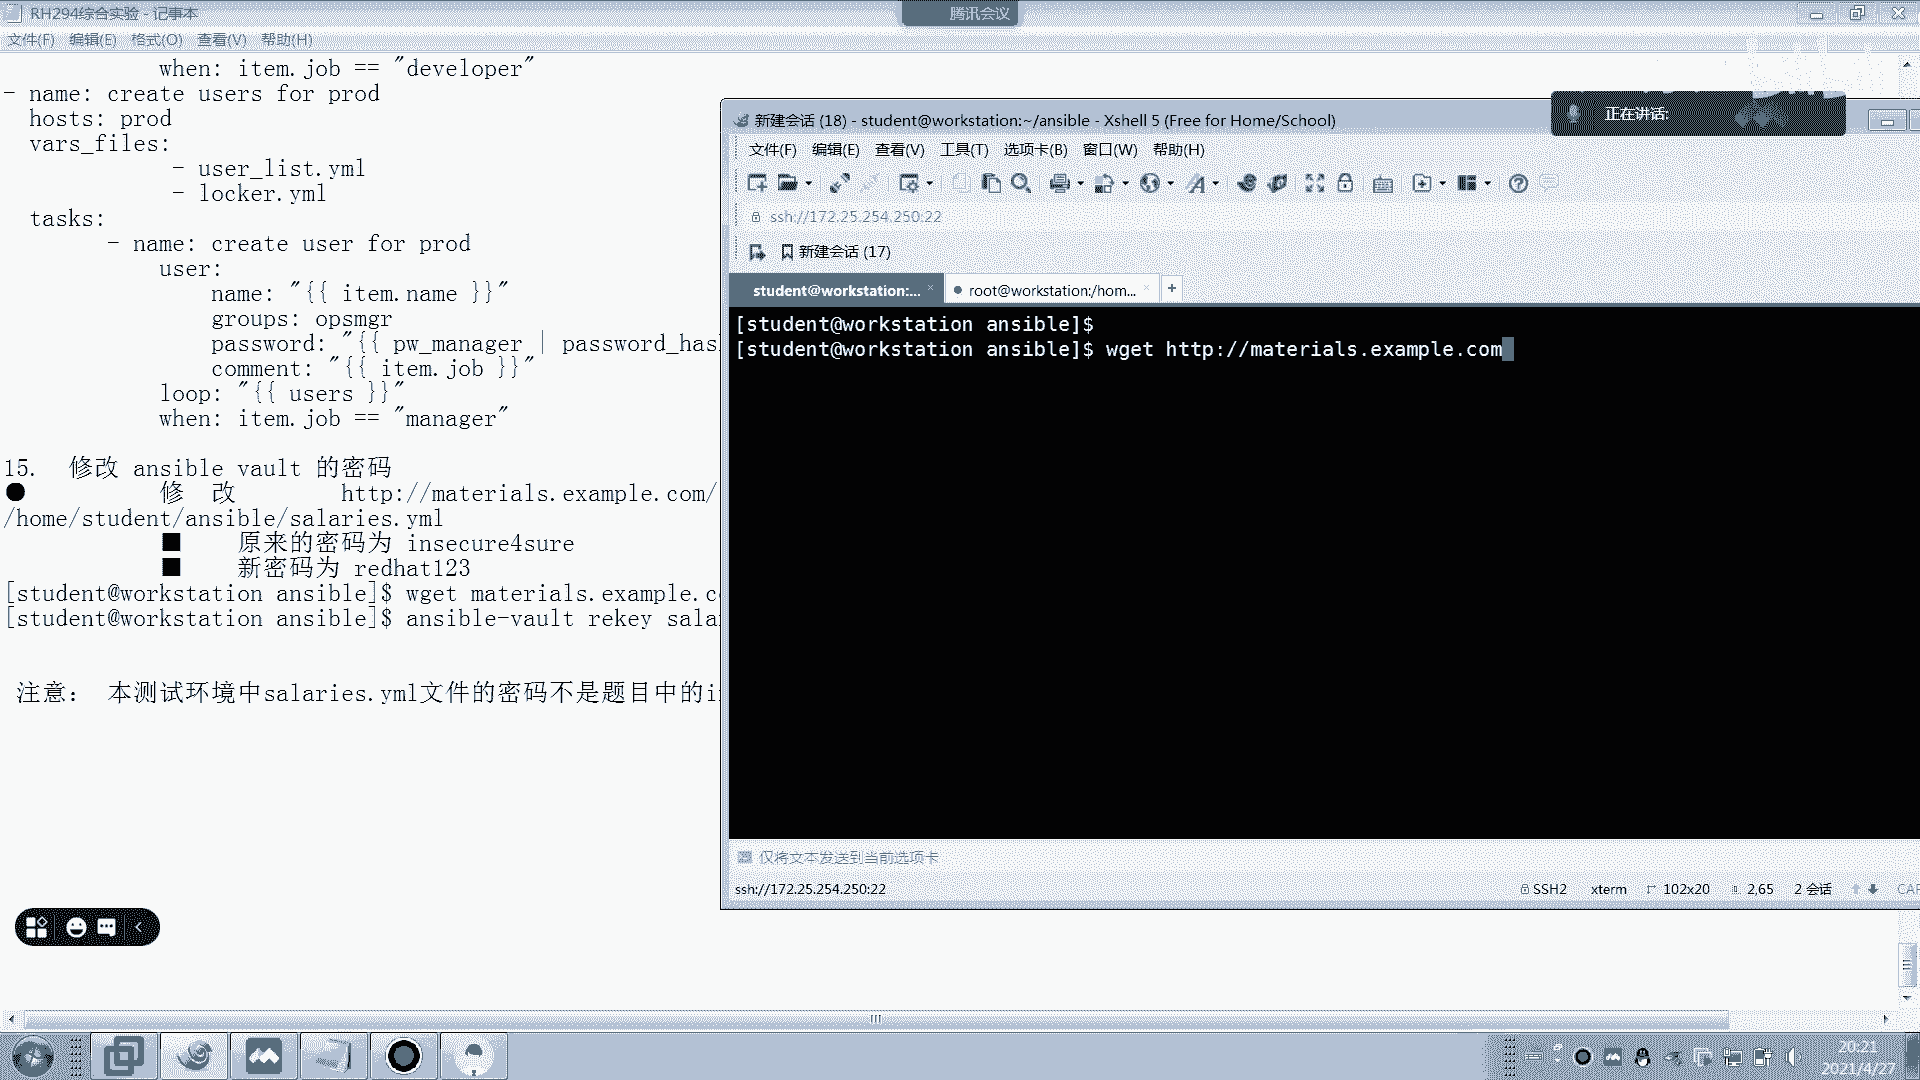 RH294综合实验 - 记事本
腾讯会议
文件(F) 编辑(E) 格式(O) 查看(V) 帮助(H)
when: item.job == "developer"
- name: create users for prod
hosts: prod
vars_files:
- user_list.yml
- locker.yml
tasks:
- name: create user for prod
user:
name: "{{ item.name }}"
groups: opsmgr
password: "{{ pw_manager | password_has
comment: "{{ item.job }}"
loop: "{{ users }}"
when: item.job == "manager"
15. 修改 ansible vault 的密码
● 修 改 http://materials.example.com/
/home/student/ansible/salaries.yml
■ 原来的密码为 insecure4sure
■ 新密码为 redhat123
[student@workstation ansible]$ wget materials.example.c
[student@workstation ansible]$ ansible-vault rekey sala
注意： 本测试环境中salaries.yml文件的密码不是题目中的i
正在讲话:
新建会话 (18) - student@workstation:~/ansible - Xshell 5 (Free for Home/School)
文件(F) 编辑(E) 查看(V) 工具(T) 选项卡(B) 窗口(W) 帮助(H)
ssh://172.25.254.250:22
新建会话 (17)
student@workstation:... × root@workstation:/hom... × +
[student@workstation ansible]$
[student@workstation ansible]$ wget http://materials.example.com
仅将文本发送到当前选项卡
ssh://172.25.254.250:22 SSH2 xterm 102x20 2,65 2 会话 CAP
20:21
2021/4/27